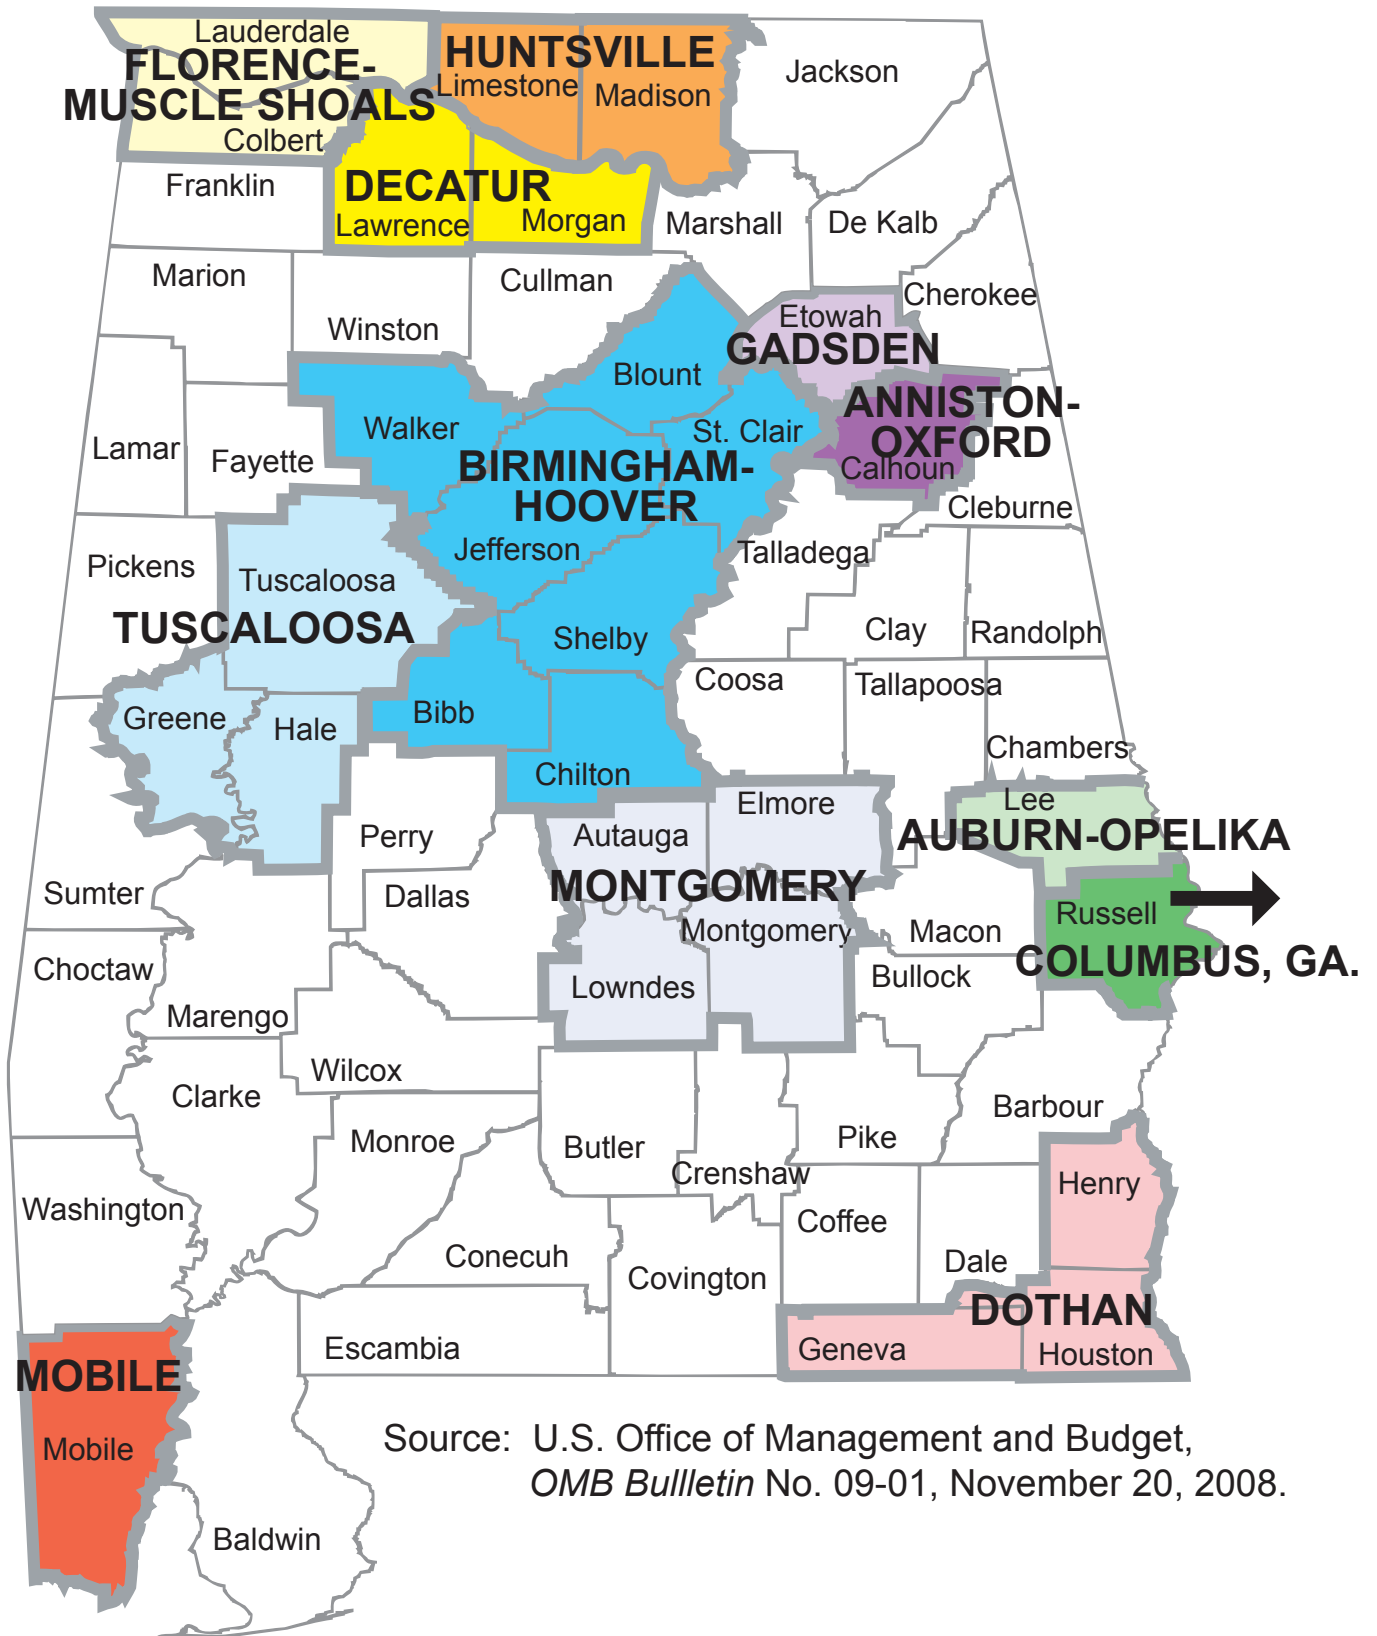 Lauderdale
FLORENCE-
MUSCLE SHOALS
Colbert
HUNTSVILLE
Limestone
Madison
Jackson
Franklin
DECATUR
Lawrence
Morgan
Marshall
De Kalb
Marion
Winston
Cullman
Cherokee
Etowah
GADSDEN
Blount
ANNISTON-
OXFORD
Calhoun
Lamar
Fayette
Walker
St. Clair
BIRMINGHAM-
HOOVER
Jefferson
Cleburne
Talladega
Pickens
Tuscaloosa
TUSCALOOSA
Shelby
Clay
Randolph
Coosa
Tallapoosa
Greene
Hale
Bibb
Chilton
Chambers
Elmore
Autauga
MONTGOMERY
Montgomery
Lowndes
Lee
AUBURN-OPELIKA
Russell
COLUMBUS, GA.
Perry
Dallas
Sumter
Macon
Bullock
Choctaw
Marengo
Wilcox
Clarke
Monroe
Butler
Crenshaw
Pike
Barbour
Henry
Washington
Conecuh
Covington
Coffee
Dale
DOTHAN
Geneva
Houston
Escambia
MOBILE
Mobile
Baldwin
Source: U.S. Office of Management and Budget,
OMB Bullletin No. 09-01, November 20, 2008.